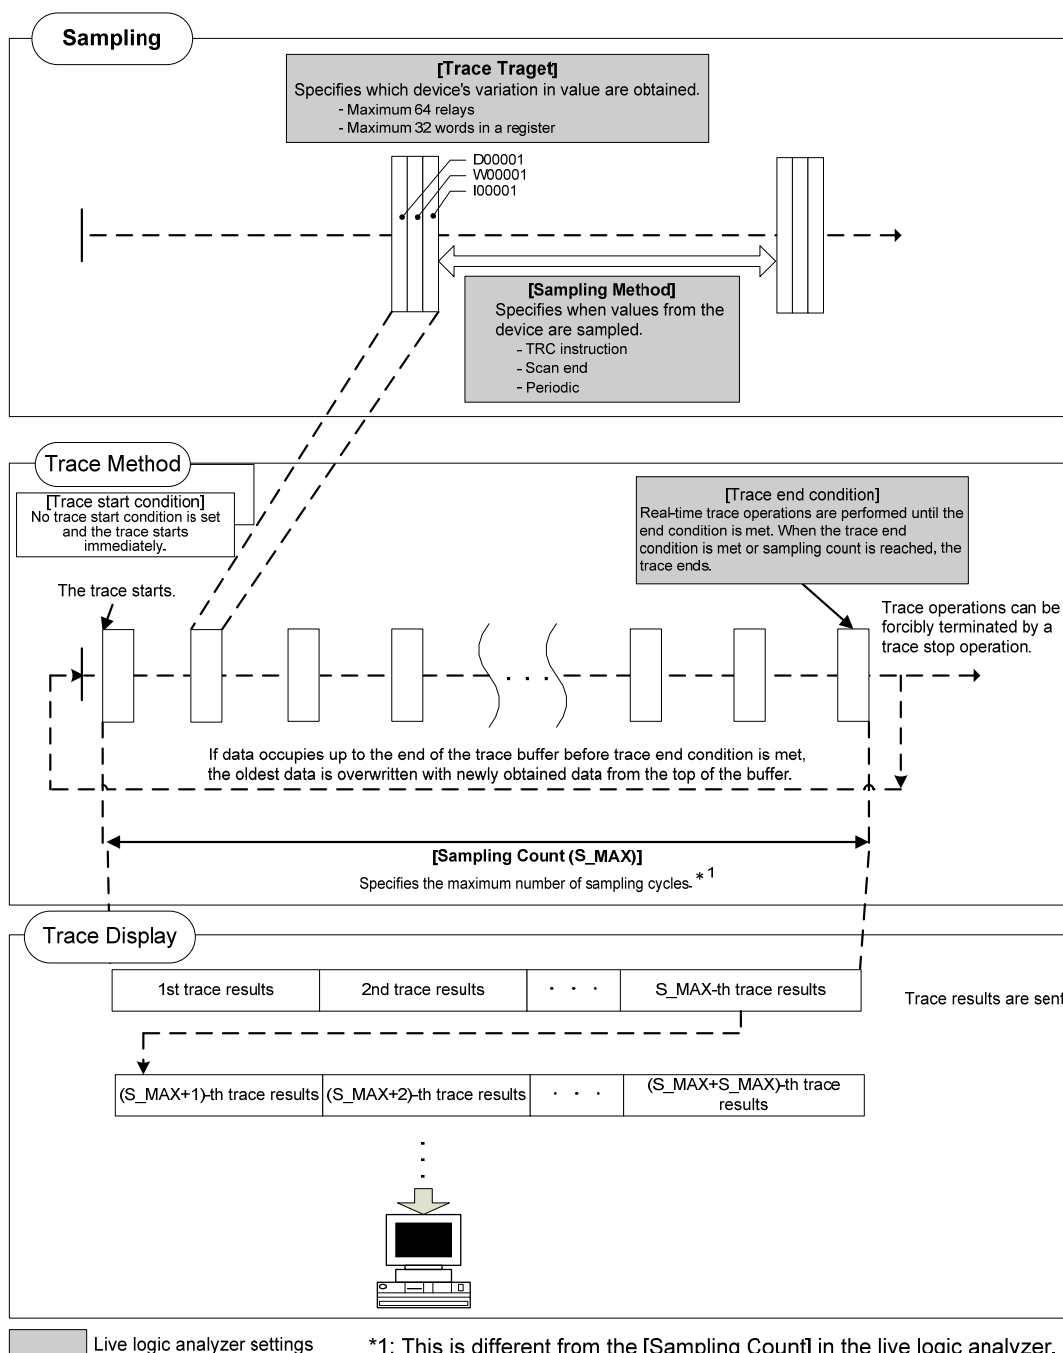 Sampling
[Trace Traget]
Specifies which device's variation in value are obtained.
- Maximum 64 relays
- Maximum 32 words in a register
D00001
W00001
I00001
[Sampling Method]
Specifies when values from the
device are sampled.
- TRC instruction
- Scan end
- Periodic
Trace Method
[Trace start condition]
No trace start condition is set
and the trace starts
immediately.
[Trace end condition]
Real-time trace operations are performed until the
end condition is met. When the trace end
condition is met or sampling count is reached, the
trace ends.
The trace starts.
Trace operations can be
forcibly terminated by a
trace stop operation.
. . .
If data occupies up to the end of the trace buffer before trace end condition is met,
the oldest data is overwritten with newly obtained data from the top of the buffer.
[Sampling Count (S_MAX)]
Specifies the maximum number of sampling cycles. *1
Trace Display
1st trace results
2nd trace results
· · ·
S_MAX-th trace results
Trace results are sent
(S_MAX+1)-th trace results
(S_MAX+2)-th trace results
· · ·
(S_MAX+S_MAX)-th trace
results
Live logic analyzer settings
*1: This is different from the [Sampling Count] in the live logic analyzer.